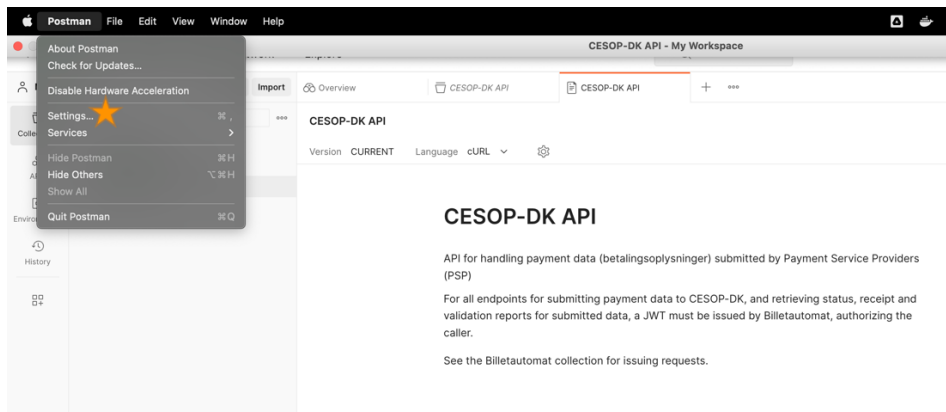 Postman File Edit View Window Help
CESOP-DK API - My Workspace
About Postman
Check for Updates...
Disable Hardware Acceleration
Settings... ⌘ ,
Services
Hide Postman ⌘H
Hide Others ⌥⌘H
Show All
Quit Postman ⌘Q
Import
Overview
CESOP-DK API
CESOP-DK API
CESOP-DK API
Version CURRENT Language cURL
History
CESOP-DK API
API for handling payment data (betalingsoplysninger) submitted by Payment Service Providers
(PSP)
For all endpoints for submitting payment data to CESOP-DK, and retrieving status, receipt and
validation reports for submitted data, a JWT must be issued by Billetautomat, authorizing the
caller.
See the Billetautomat collection for issuing requests.